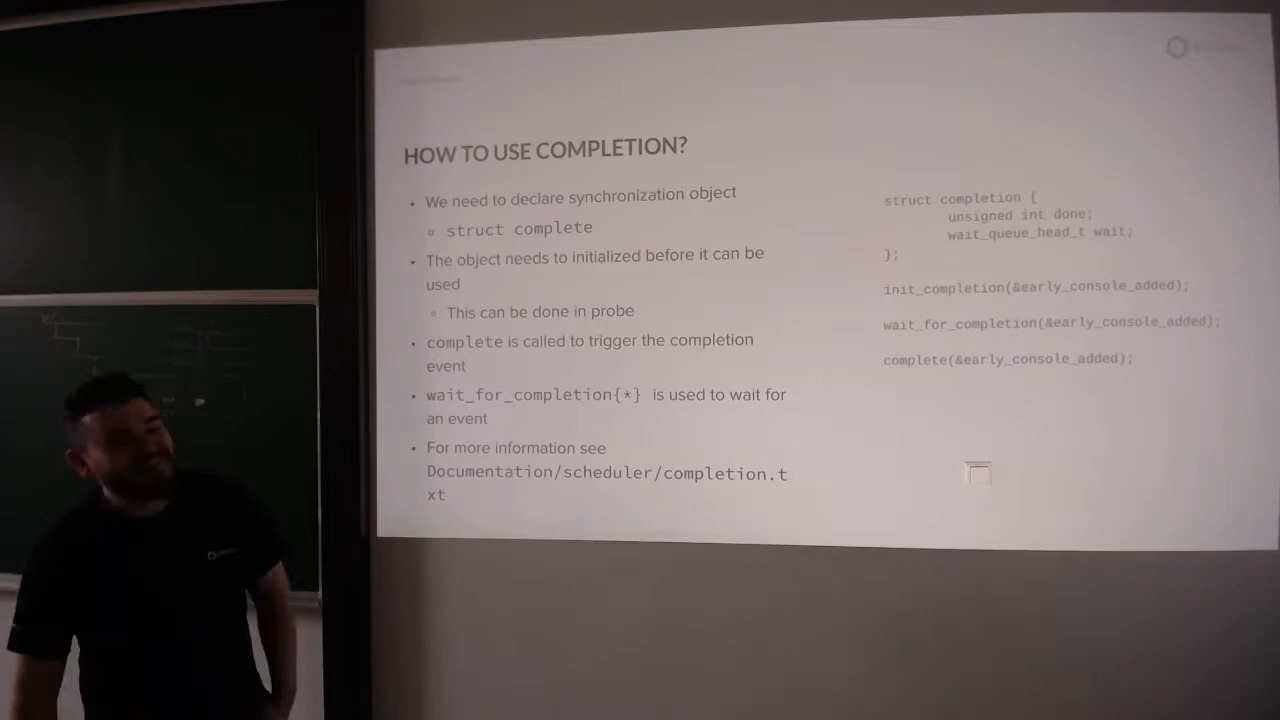 HOW TO USE COMPLETION?
• We need to declare synchronization object
▫ struct complete
• The object needs to initialized before it can be
used
▫ This can be done in probe
• complete is called to trigger the completion
event
• wait_for_completion{*} is used to wait for
an event
• For more information see
Documentation/scheduler/completion.t
xt
struct completion {
unsigned int done;
wait_queue_head_t wait;
};
init_completion(&early_console_added);
wait_for_completion(&early_console_added);
complete(&early_console_added);